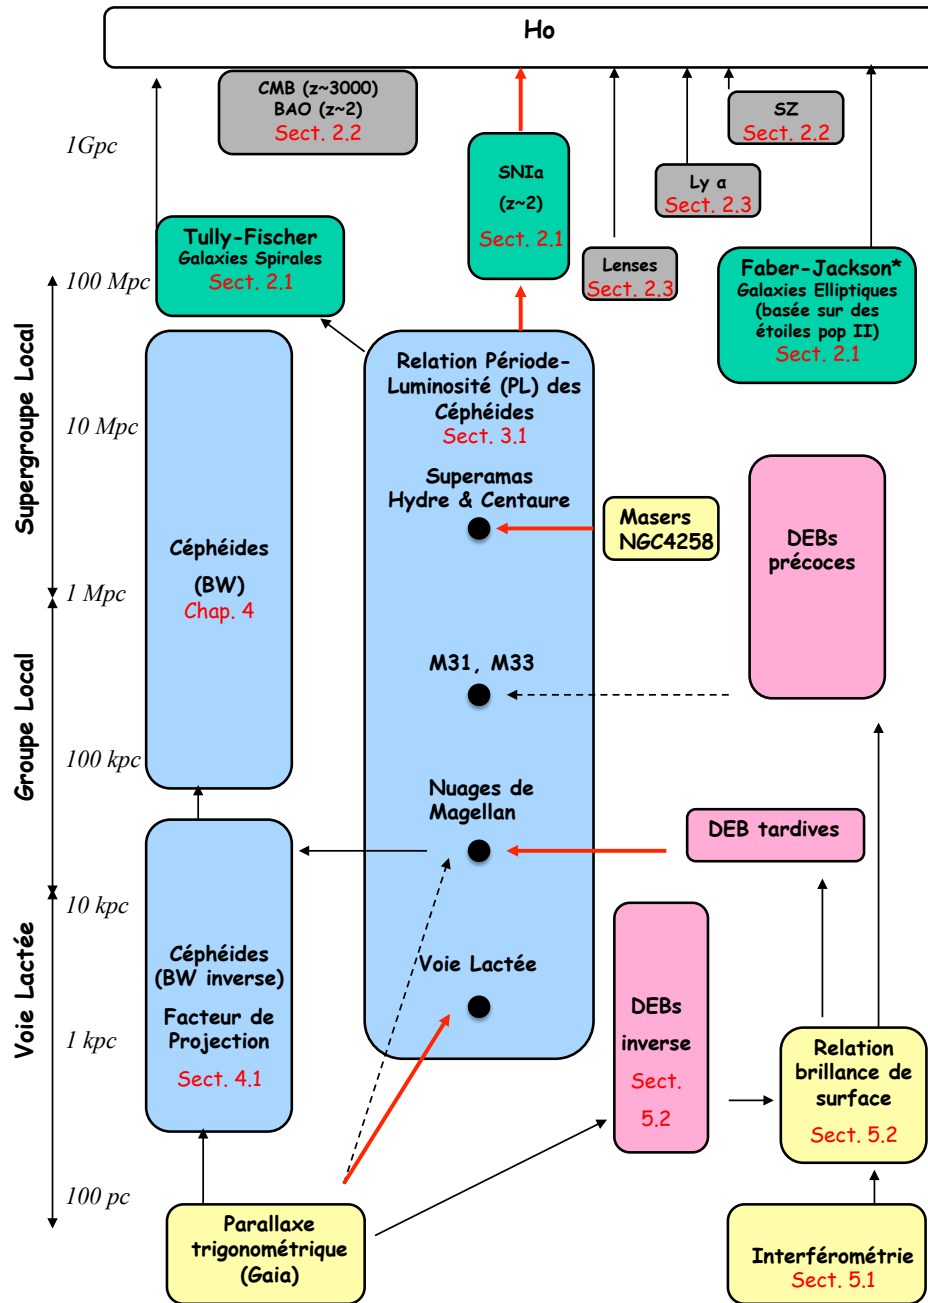 Ho
CMB (z~3000)
BAO (z~2)
Sect. 2.2
SZ
Sect. 2.2
1Gpc
SNIa
(z~2)
Sect. 2.1
Ly α
Sect. 2.3
Tully-Fischer
Galaxies Spirales
Sect. 2.1
Lenses
Sect. 2.3
Faber-Jackson*
Galaxies Elliptiques
(basée sur des
étoiles pop II)
Sect. 2.1
100 Mpc
Supergroupe Local
Relation Période-
Luminosité (PL) des
Céphéides
Sect. 3.1
10 Mpc
Superamas
Hydre & Centaure
Masers
NGC4258
DEBs
précoces
Céphéides
(BW)
Chap. 4
1 Mpc
Groupe Local
M31, M33
100 kpc
Nuages de
Magellan
DEB tardives
10 kpc
Voie Lactée
Céphéides
(BW inverse)
Facteur de
Projection
Sect. 4.1
Voie Lactée
DEBs
inverse
Sect.
5.2
1 kpc
Relation
brillance de
surface
Sect. 5.2
100 pc
Parallaxe
trigonométrique
(Gaia)
Interférométrie
Sect. 5.1